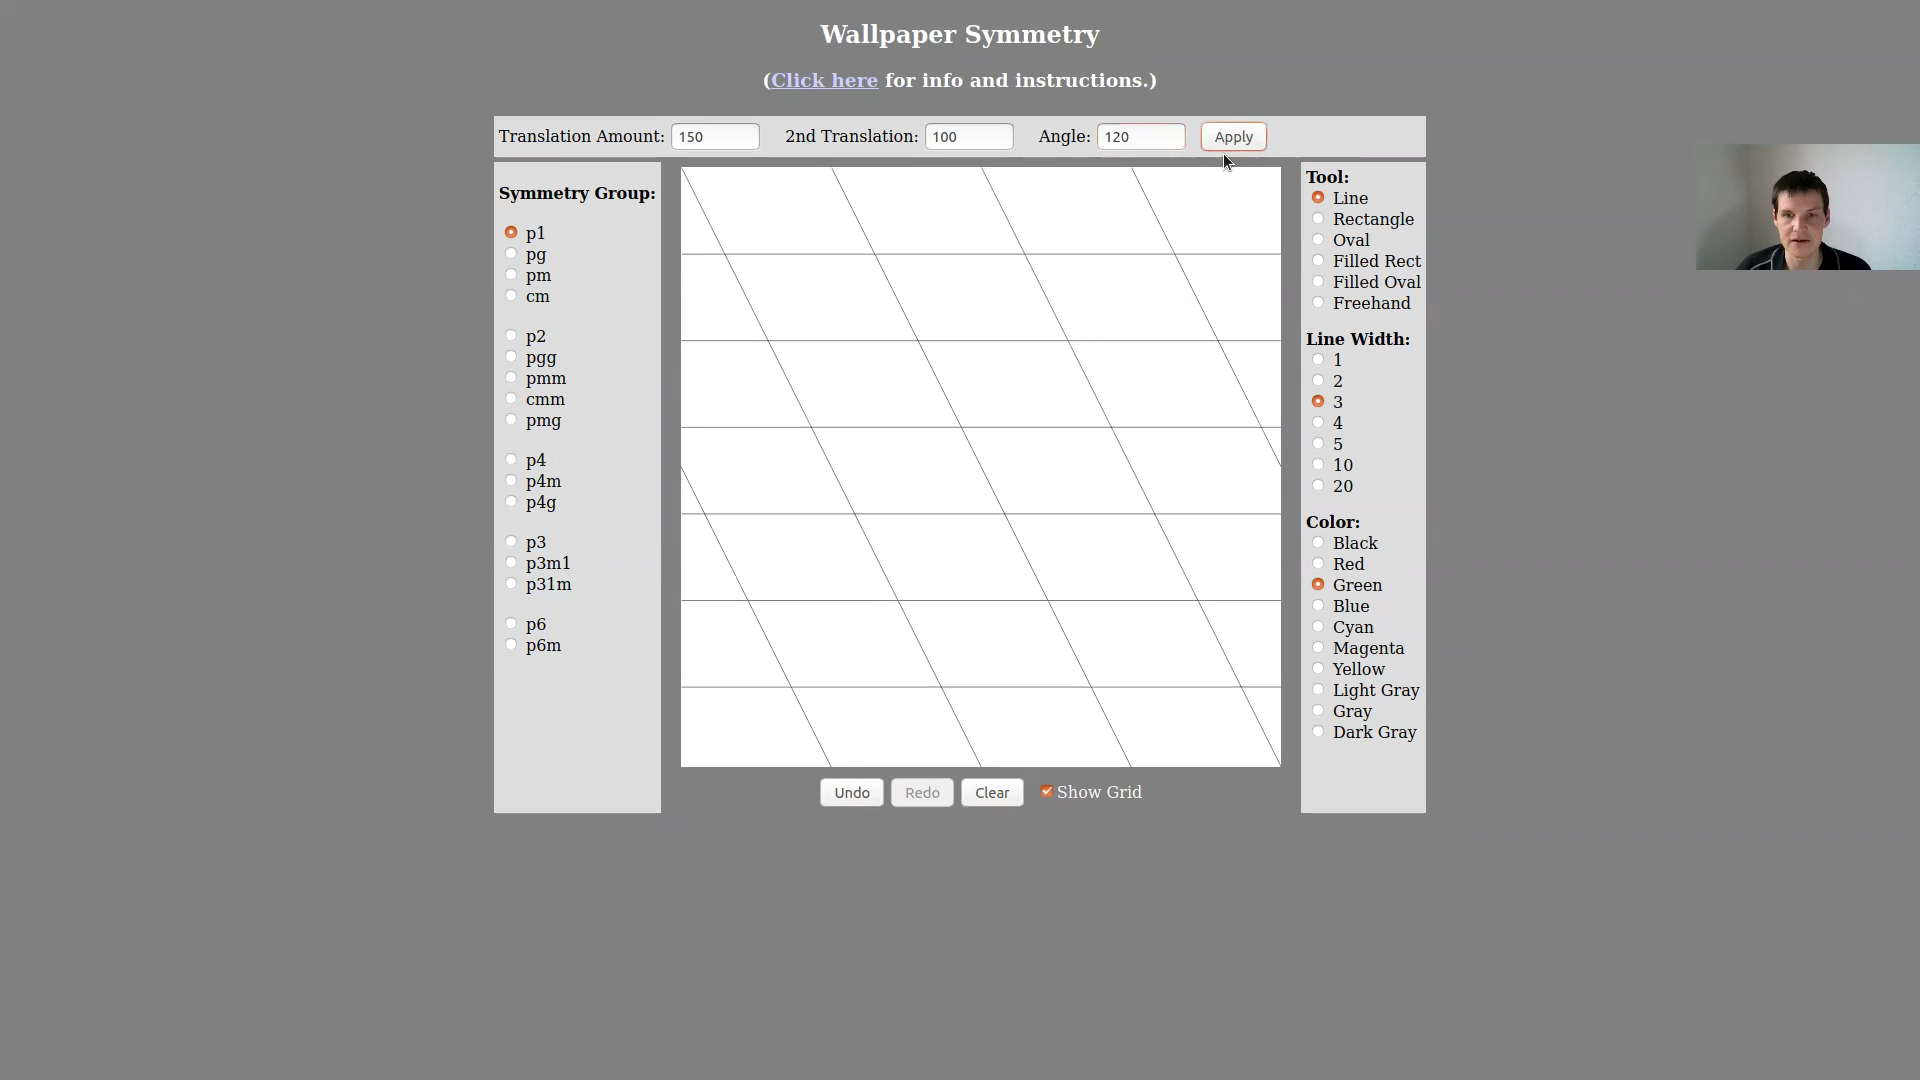 Wallpaper Symmetry
(Click here for info and instructions.)
Translation Amount: 150 2nd Translation: 100 Angle: 120 Apply
Symmetry Group:
p1
pg
pm
cm
p2
pgg
pmm
cmm
pmg
p4
p4m
p4g
p3
p3m1
p31m
p6
p6m
Tool:
Line
Rectangle
Oval
Filled Rect
Filled Oval
Freehand
Line Width:
1
2
3
4
5
10
20
Color:
Black
Red
Green
Blue
Cyan
Magenta
Yellow
Light Gray
Gray
Dark Gray
Undo Redo Clear Show Grid